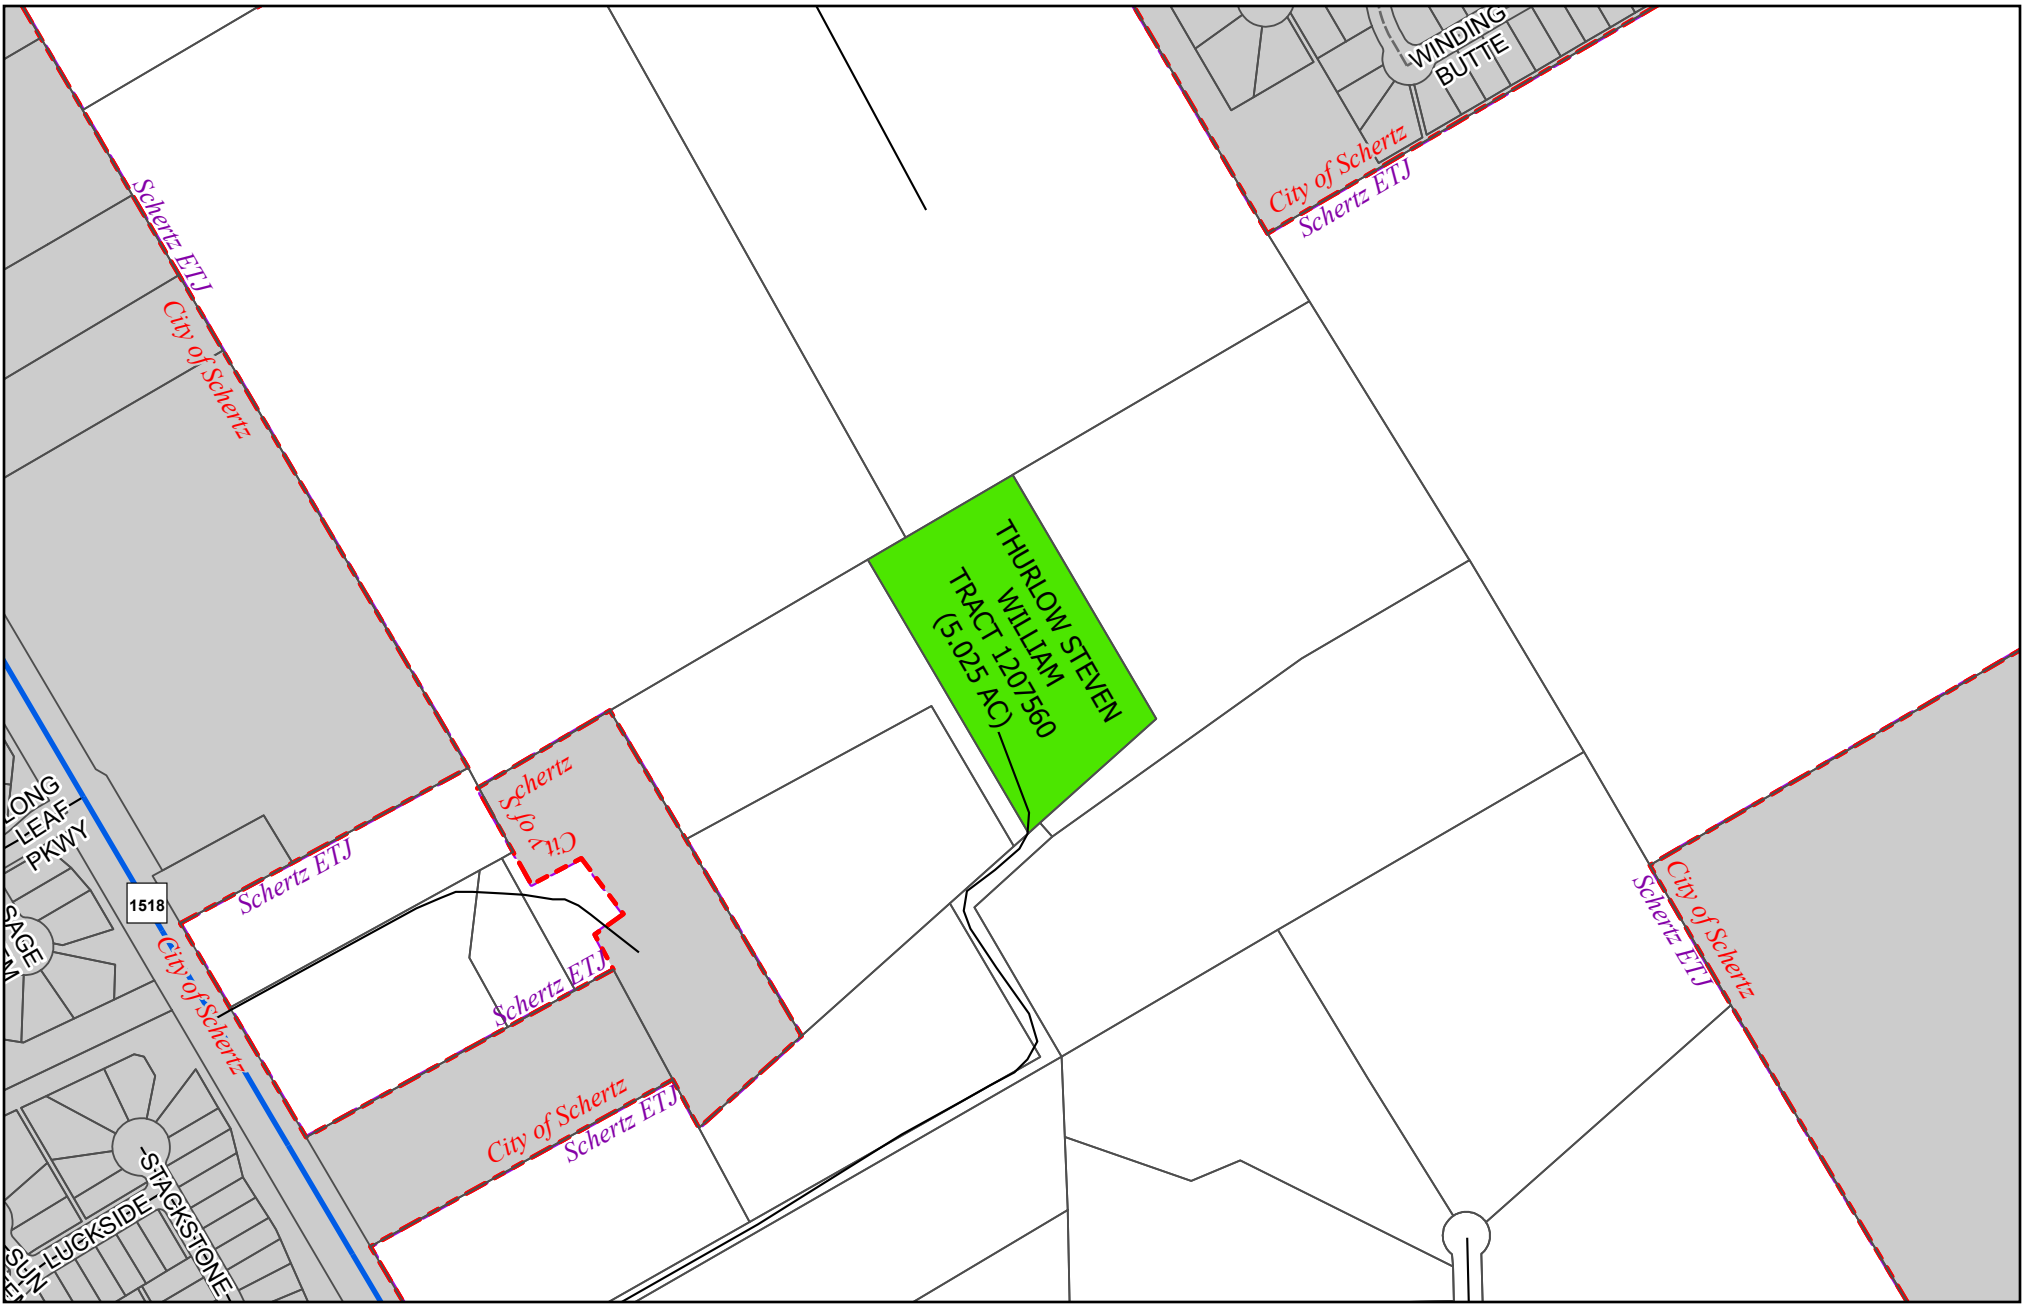 WINDING
BUTTE
City of Schertz
Schertz ETJ
Schertz ETJ
City of Schertz
THURLOW STEVEN
WILLIAM
TRACT 1207560
(5.025 AC)
City of Schertz
Schertz ETJ
LONG
LEAF
PKWY
1518
SAGE
City of Schertz
Schertz ETJ
City of Schertz
Schertz ETJ
City of Schertz
Schertz ETJ
STACKSTONE
LUCKSIDE
SUN